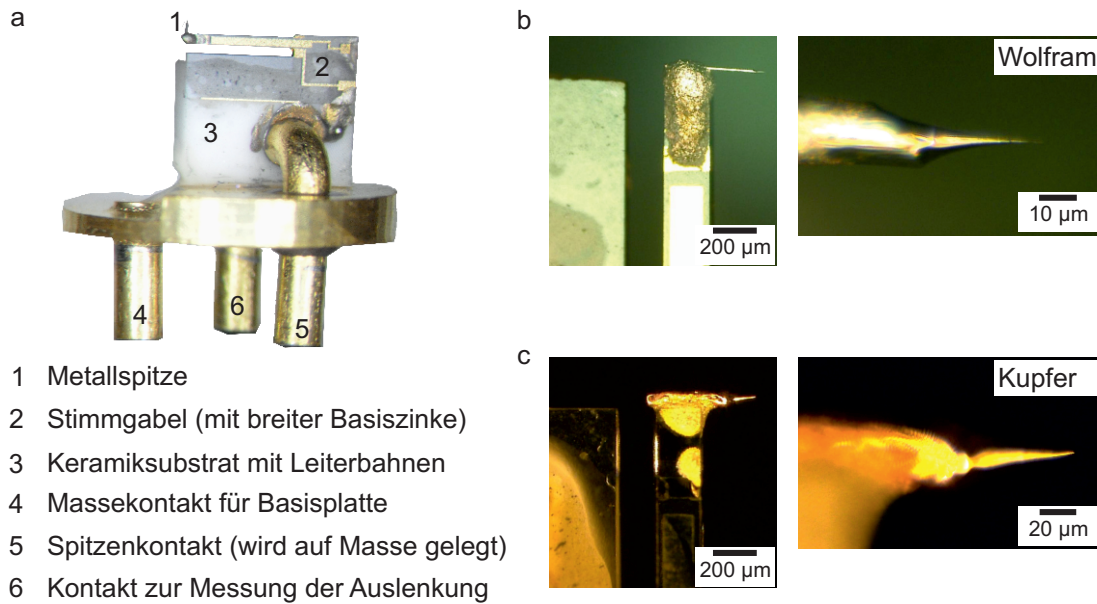 a
1
2
3
4
6
5
1 Metallspitze
2 Stimmgabel (mit breiter Basiszinke)
3 Keramiksubstrat mit Leiterbahnen
4 Massekontakt für Basisplatte
5 Spitzenkontakt (wird auf Masse gelegt)
6 Kontakt zur Messung der Auslenkung
b
200 µm
Wolfram
10 µm
c
200 µm
Kupfer
20 µm